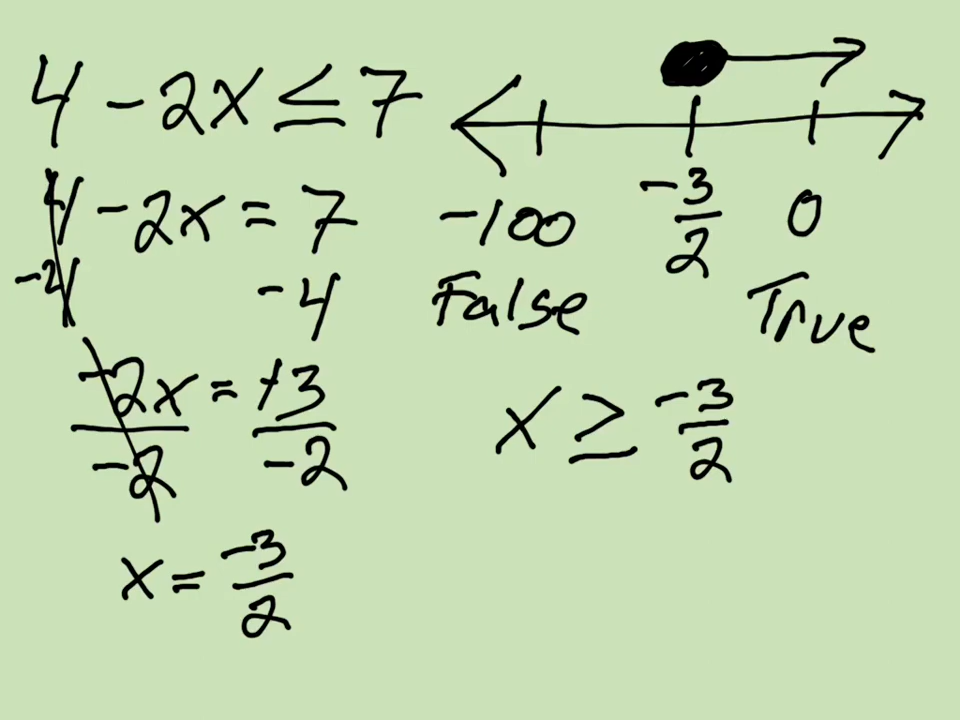 4 - 2x ≤ 7
4 - 2x = 7
-4 -4
-2x/-2 = +3/-2
x = -3/2
-100 -3/2 0
False True
x ≥ -3/2